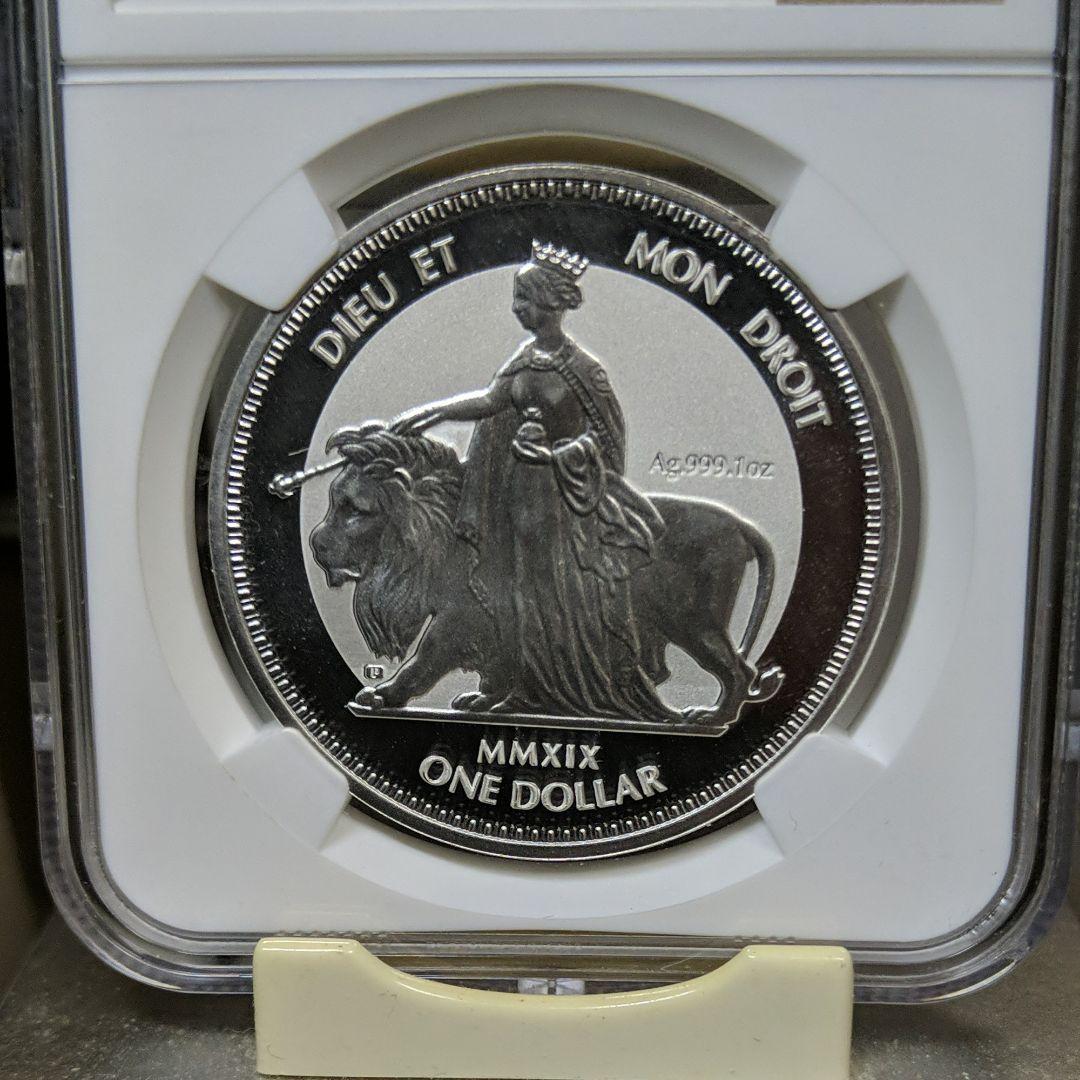 DIEU ET MON DROIT
Ag.999.1oz
MMXIX
ONE DOLLAR